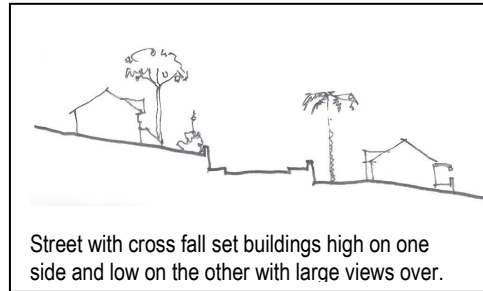 Street with cross fall set buildings high on one
side and low on the other with large views over.